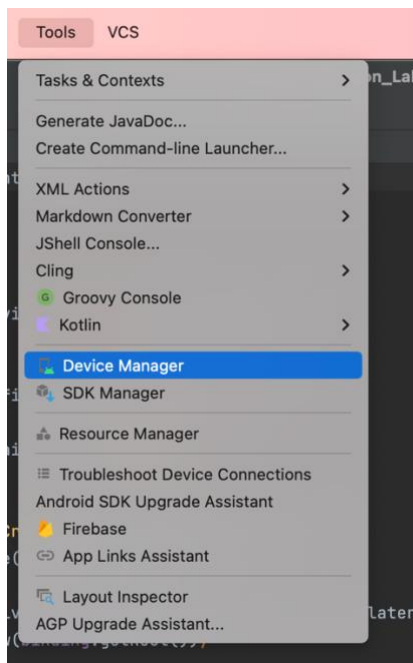 Tools VCS
Tasks & Contexts
Generate JavaDoc...
Create Command-line Launcher...
XML Actions
Markdown Converter
JShell Console...
Cling
Groovy Console
Kotlin
Device Manager
SDK Manager
Resource Manager
Troubleshoot Device Connections
Android SDK Upgrade Assistant
Firebase
App Links Assistant
Layout Inspector
AGP Upgrade Assistant...